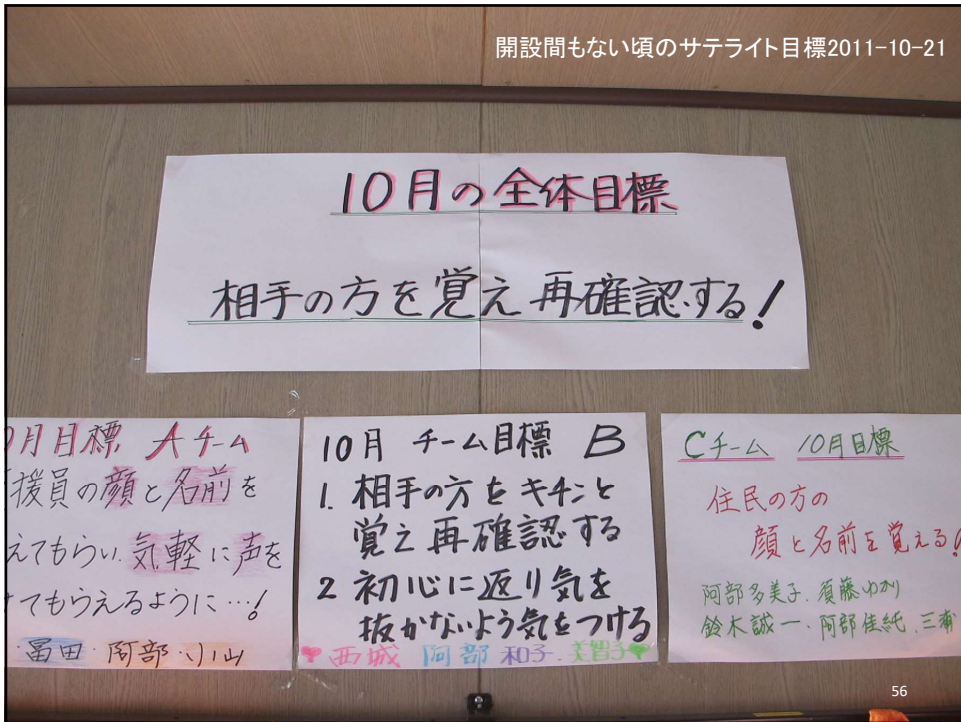 開設間もない頃のサテライト目標2011-10-21
10月の全体目標
相手の方を覚え再確認する!
月目標 Aチーム
援員の顔と名前を
えてもらい.気軽に声を
てもらえるように…!
冨田・阿部・小山
10月 チーム目標 B
1. 相手の方をキチンと
覚え再確認する
2 初心に返り気を
抜かないよう気をつける
西城 阿部 和子.美智子
Cチーム 10月目標
住民の方の
顔と名前を覚える!
阿部多美子.須藤ゆかり
鈴木誠一.阿部佳純.三浦
56